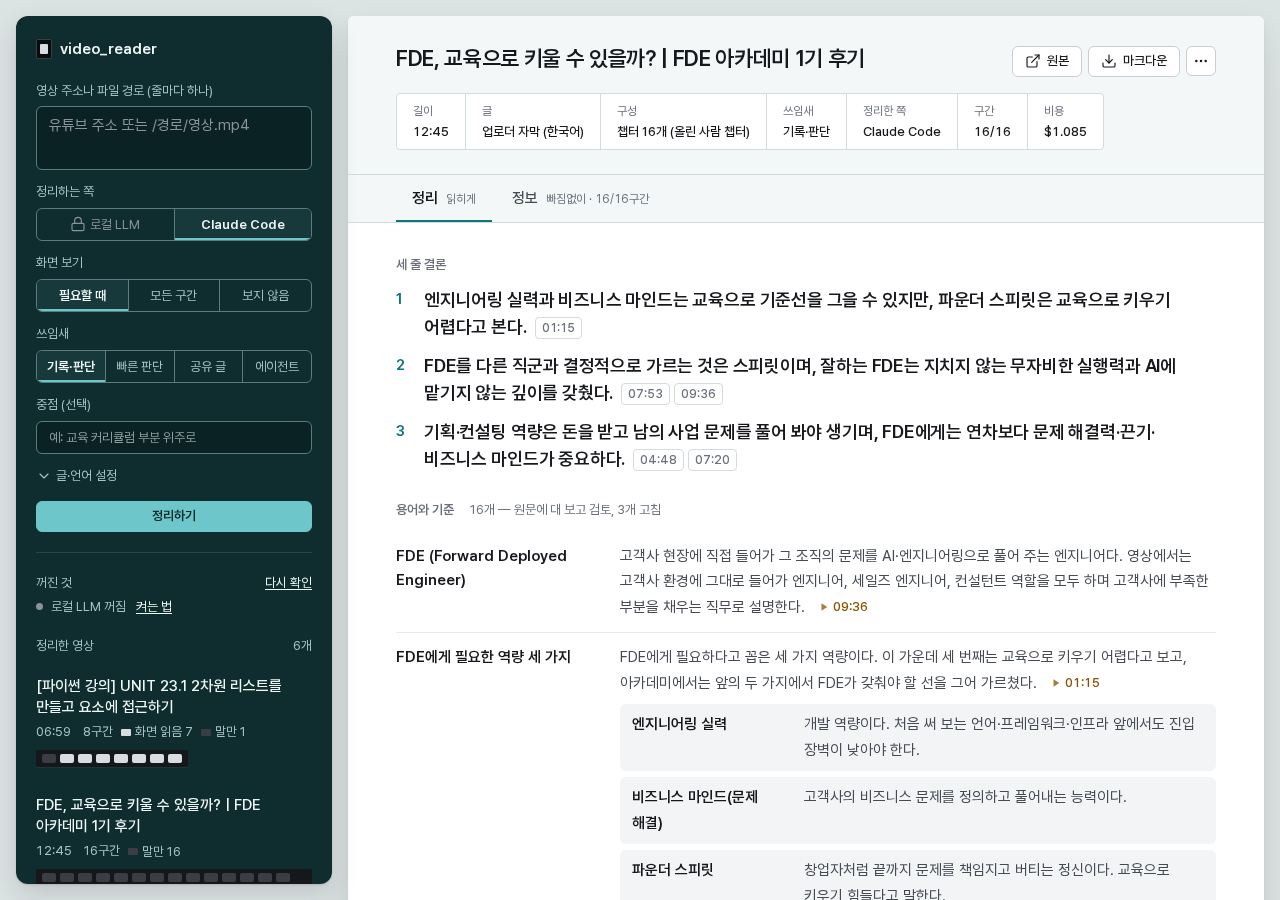 video_reader
영상 주소나 파일 경로 (줄마다 하나)
유튜브 주소 또는 /경로/영상.mp4
정리하는 쪽
로컬 LLM
Claude Code
화면 보기
필요할 때
모든 구간
보지 않음
쓰임새
기록·판단
빠른 판단
공유 글
에이전트
중점 (선택)
예: 교육 커리큘럼 부분 위주로
글·언어 설정
정리하기
꺼진 것
다시 확인
로컬 LLM 꺼짐 켜는 법
정리한 영상
6개
[파이썬 강의] UNIT 23.1 2차원 리스트를
만들고 요소에 접근하기
06:59 8구간 화면 읽음 7 말만 1
FDE, 교육으로 키울 수 있을까? | FDE
아카데미 1기 후기
12:45 16구간 말만 16
FDE, 교육으로 키울 수 있을까? | FDE 아카데미 1기 후기
원본
마크다운
길이
12:45
글
업로더 자막 (한국어)
구성
챕터 16개 (올린 사람 챕터)
쓰임새
기록·판단
정리한 쪽
Claude Code
구간
16/16
비용
$1.085
정리 읽히게
정보 빠짐없이 · 16/16구간
세 줄 결론
1 엔지니어링 실력과 비즈니스 마인드는 교육으로 기준선을 그을 수 있지만, 파운더 스피릿은 교육으로 키우기
어렵다고 본다. 01:15
2 FDE를 다른 직군과 결정적으로 가르는 것은 스피릿이며, 잘하는 FDE는 지치지 않는 무자비한 실행력과 AI에
맡기지 않는 깊이를 갖췄다. 07:53 09:36
3 기획·컨설팅 역량은 돈을 받고 남의 사업 문제를 풀어 봐야 생기며, FDE에게는 연차보다 문제 해결력·끈기·
비즈니스 마인드가 중요하다. 04:48 07:20
용어와 기준 16개 — 원문에 대 보고 검토, 3개 고침
FDE (Forward Deployed
Engineer)
고객사 현장에 직접 들어가 그 조직의 문제를 AI·엔지니어링으로 풀어 주는 엔지니어다. 영상에서는
고객사 환경에 그대로 들어가 엔지니어, 세일즈 엔지니어, 컨설턴트 역할을 모두 하며 고객사에 부족한
부분을 채우는 직무로 설명한다. 09:36
FDE에게 필요한 역량 세 가지
FDE에게 필요하다고 꼽은 세 가지 역량이다. 이 가운데 세 번째는 교육으로 키우기 어렵다고 보고,
아카데미에서는 앞의 두 가지에서 FDE가 갖춰야 할 선을 그어 가르쳤다. 01:15
엔지니어링 실력
개발 역량이다. 처음 써 보는 언어·프레임워크·인프라 앞에서도 진입
장벽이 낮아야 한다.
비즈니스 마인드(문제
해결)
고객사의 비즈니스 문제를 정의하고 풀어내는 능력이다.
파운더 스피릿
창업자처럼 끝까지 문제를 책임지고 버티는 정신이다. 교육으로
키우기 힘들다고 말한다.